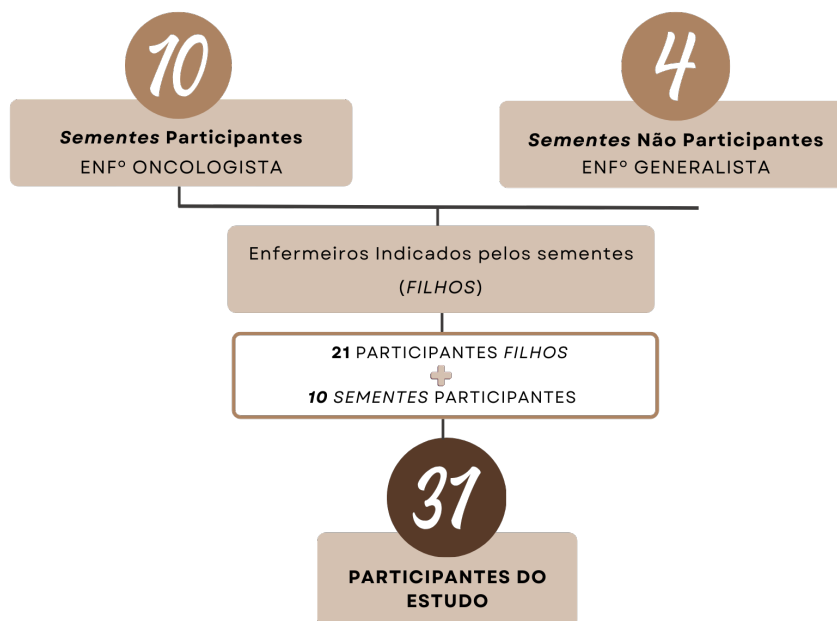 10
Sementes Participantes
ENFº ONCOLOGISTA
4
Sementes Não Participantes
ENFº GENERALISTA
Enfermeiros Indicados pelos sementes
(FILHOS)
21 PARTICIPANTES FILHOS
10 SEMENTES PARTICIPANTES
31
PARTICIPANTES DO
ESTUDO